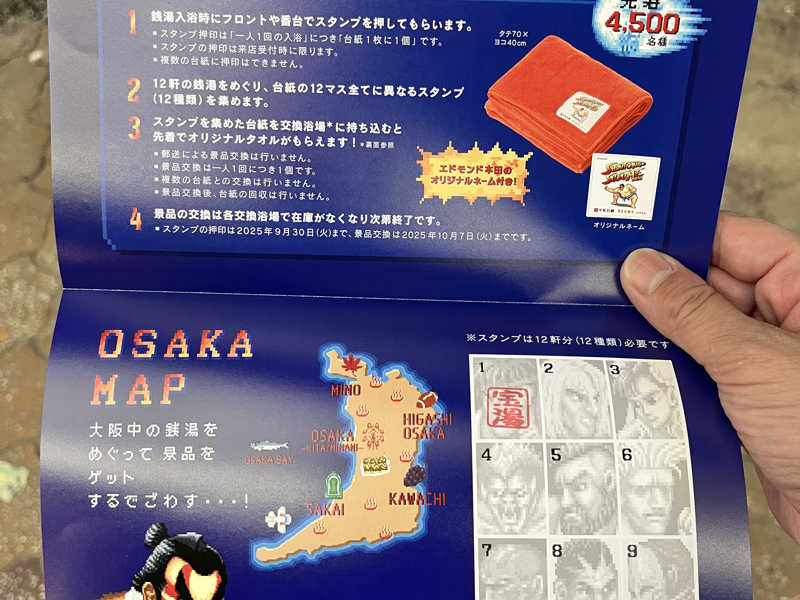 1 銭湯入浴時にフロントや番台でスタンプを押してもらいます。
＊スタンプ押印は「一人1回の入浴」につき「台紙1枚に1個」です。
＊スタンプの押印は来店受付時に限ります。
＊複数の台紙に押印はできません。
2 12軒の銭湯をめぐり、台紙の12マス全てに異なるスタンプ
(12種類)を集めます。
3 スタンプを集めた台紙を交換浴場*に持ち込むと
先着でオリジナルタオルがもらえます！ ※裏面参照
＊郵送による景品交換は行いません。
＊景品交換は一人1回につき1個です。
＊複数の台紙との交換は行いません。
＊景品交換後、台紙の回収は行いません。
4 景品の交換は各交換浴場で在庫がなくなり次第終了です。
＊スタンプの押印は2025年9月30日(火)まで、景品交換は2025年10月7日(火)までです。
先着
4,500
名様
タテ70×
ヨコ40cm
エドモンド本田の
オリジナルネーム付き！
オリジナルネーム
OSAKA
MAP
大阪中の銭湯を
めぐって 景品を
ゲット
するでごわす・・・！
MINO
HIGASHI
OSAKA
OSAKA
-KITA/MINAMI-
OSAKA BAY
SAKAI
KAWACHI
※スタンプは12軒分(12種類)必要です
1
宝湯
2
3
4
5
6
7
8
9